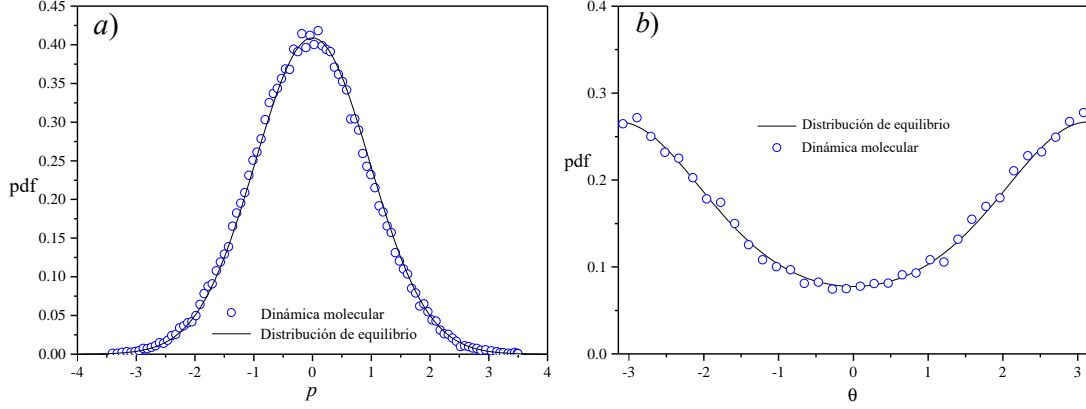 a)
pdf
0.45
0.40
0.35
0.30
0.25
0.20
0.15
0.10
0.05
0.00
Dinámica molecular
Distribución de equilibrio
-4 -3 -2 -1 0 1 2 3 4
p
b)
pdf
0.4
0.3
0.2
0.1
0.0
Distribución de equilibrio
Dinámica molecular
-3 -2 -1 0 1 2 3
θ